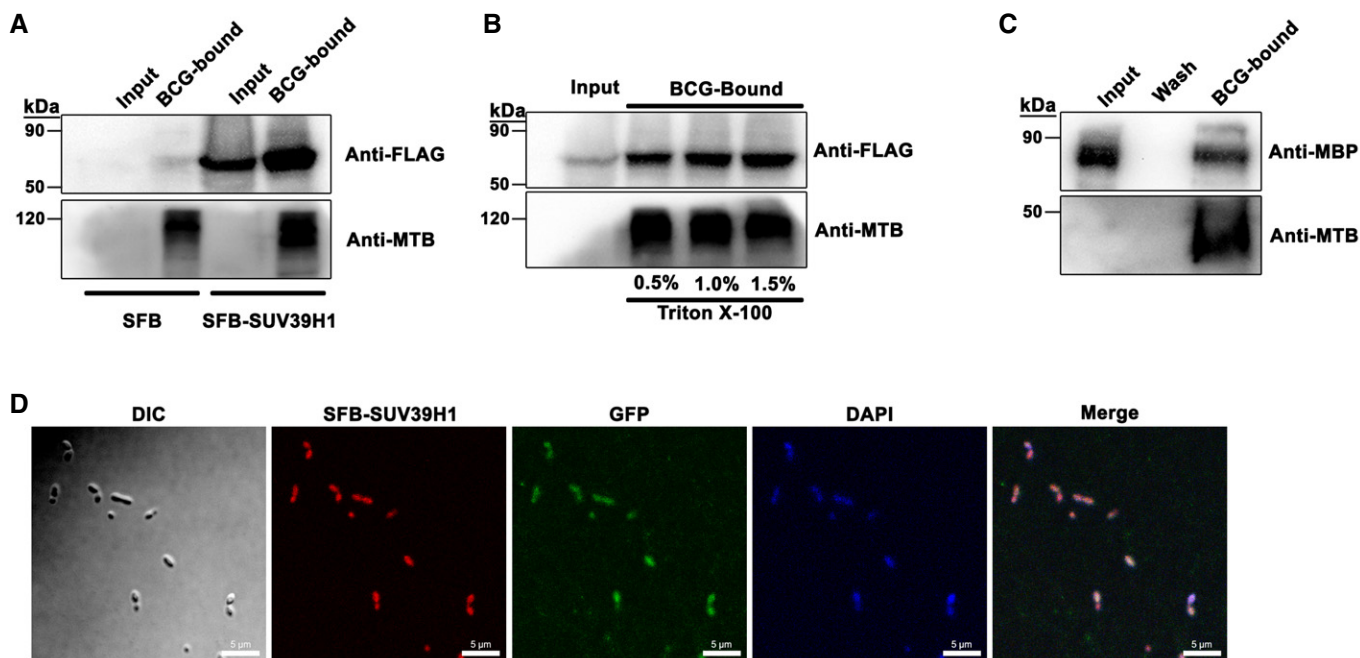 A
Input
BCG-bound
Input
BCG-bound
kDa
90
50
Anti-FLAG
120
Anti-MTB
SFB
SFB-SUV39H1
B
Input
BCG-Bound
kDa
90
50
Anti-FLAG
120
Anti-MTB
0.5% 1.0% 1.5%
Triton X-100
C
Input
Wash
BCG-bound
kDa
90
Anti-MBP
50
Anti-MTB
D
DIC
SFB-SUV39H1
GFP
DAPI
Merge
5 µm
5 µm
5 µm
5 µm
5 µm